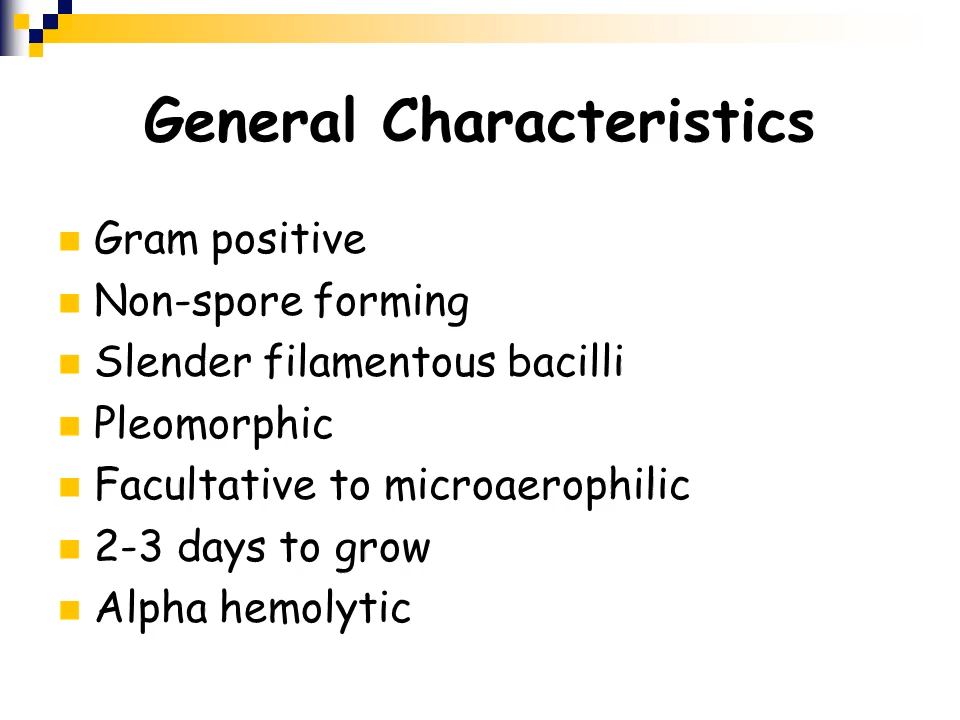 General Characteristics
Gram positive
Non-spore forming
Slender filamentous bacilli
Pleomorphic
Facultative to microaerophilic
2-3 days to grow
Alpha hemolytic